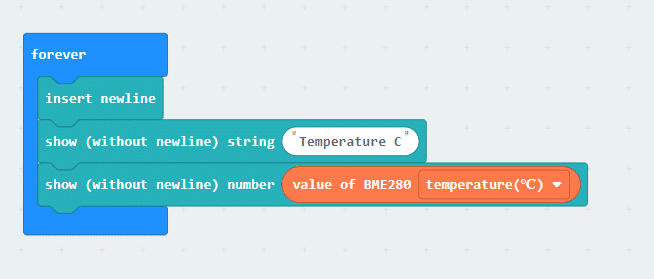 forever
insert newline
show (without newline) string "Temperature C"
show (without newline) number value of BME280 temperature(℃)